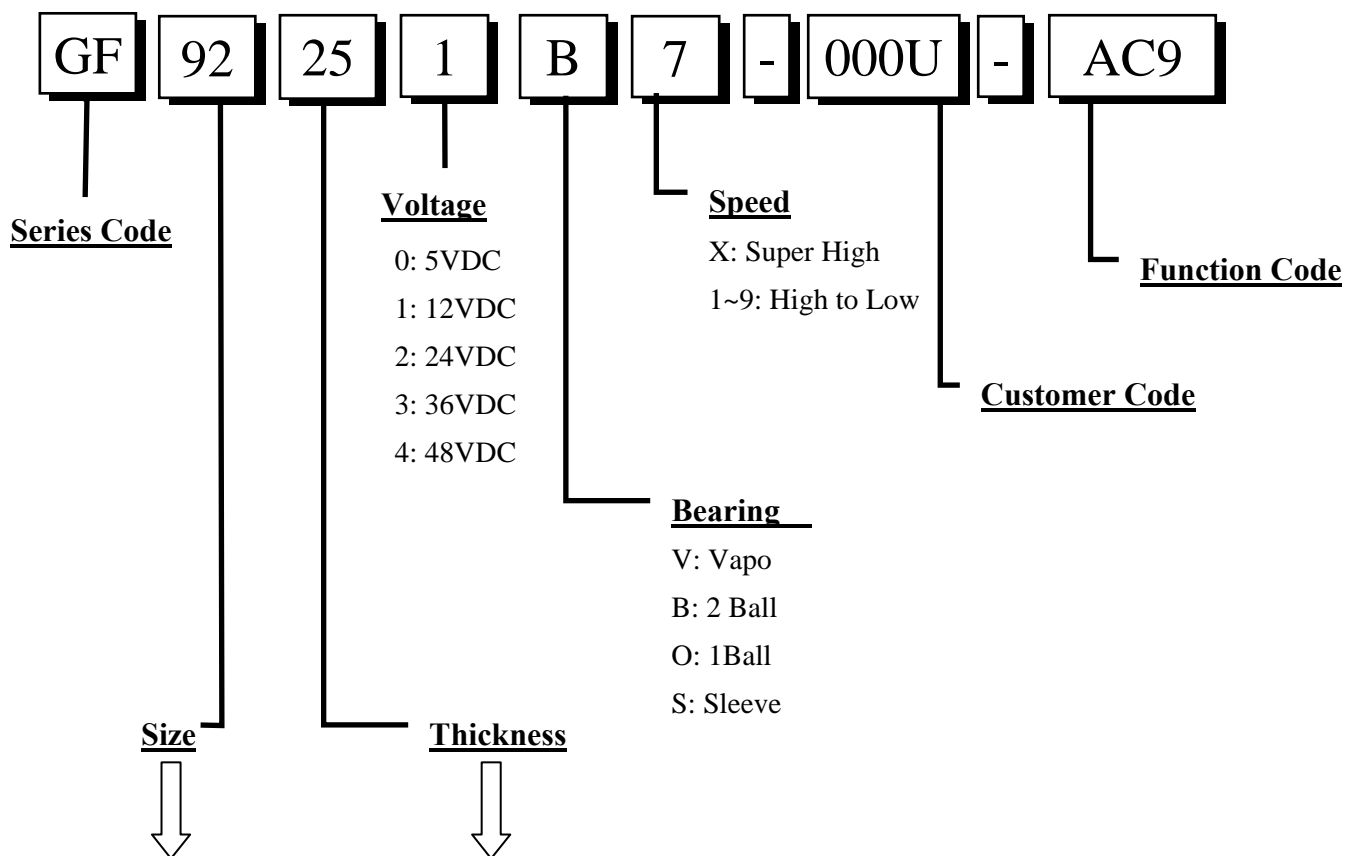 GF 92 25 1 B 7 - 000U - AC9
Series Code
Voltage
0: 5VDC
1: 12VDC
2: 24VDC
3: 36VDC
4: 48VDC
Speed
X: Super High
1~9: High to Low
Function Code
Customer Code
Bearing
V: Vapo
B: 2 Ball
O: 1Ball
S: Sleeve
Size
Thickness